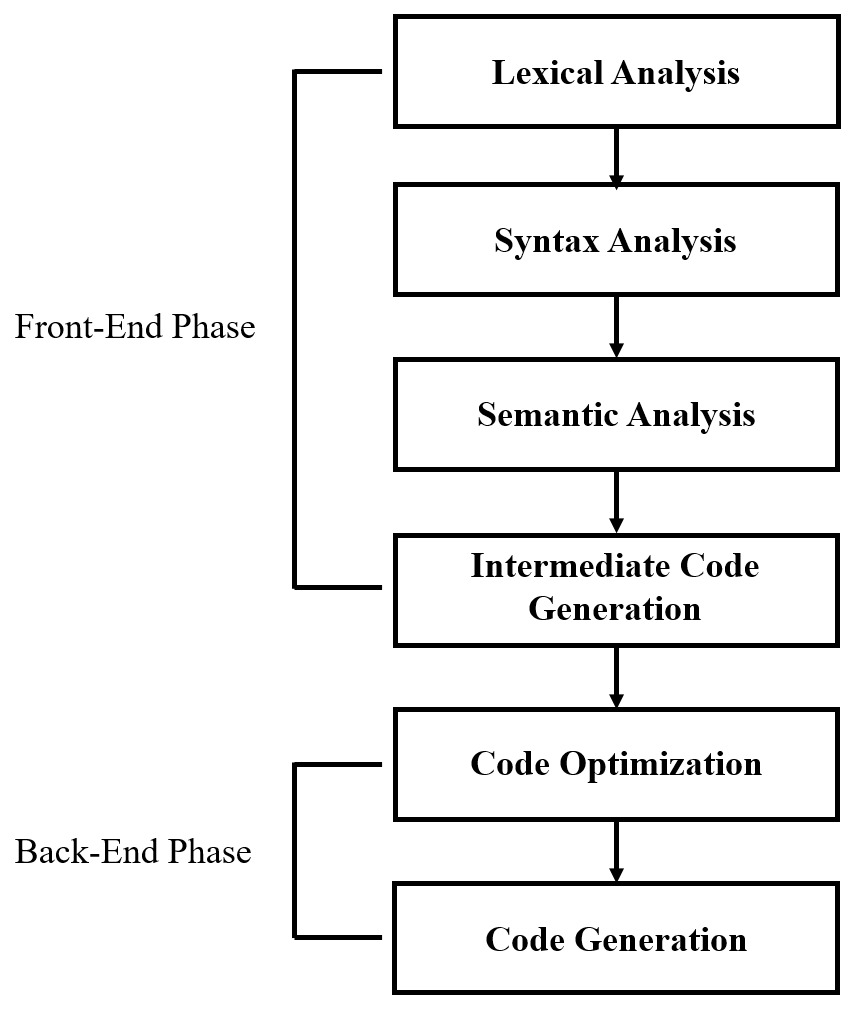 Lexical Analysis
Syntax Analysis
Front-End Phase
Semantic Analysis
Intermediate Code
Generation
Code Optimization
Back-End Phase
Code Generation